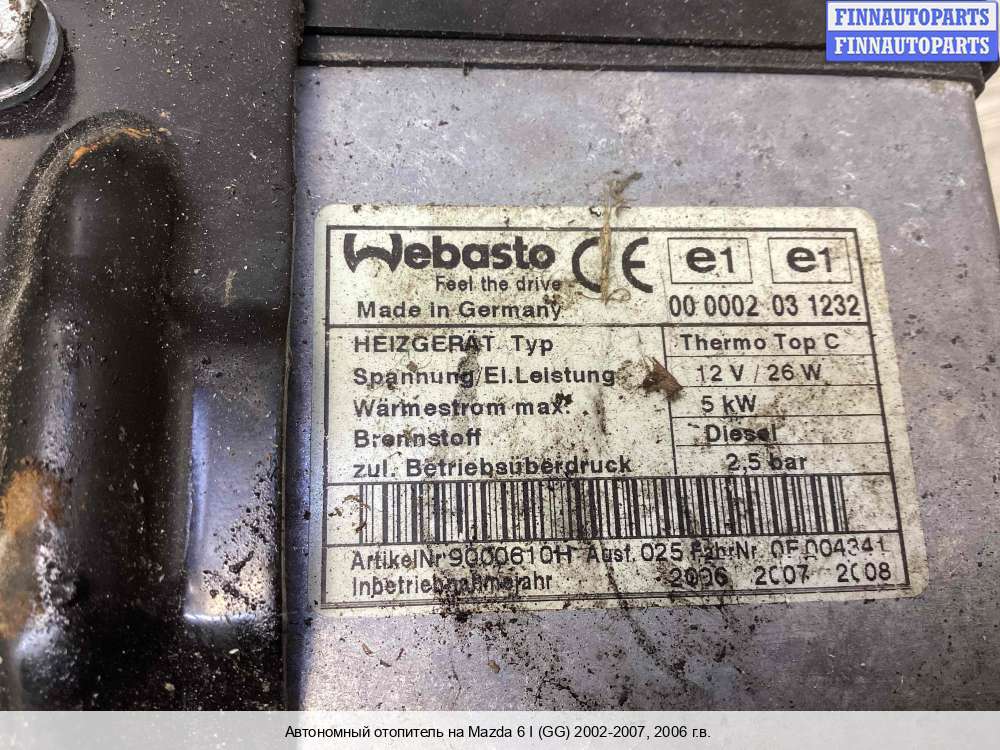 FINNAUTOPARTS
FINNAUTOPARTS
Webasto
Feel the drive
CE e1 e1
Made in Germany 00 0002 03 1232
HEIZGERÄT Typ Thermo Top C
Spannung/El.Leistung 12 V / 26 W
Wärmestrom max. 5 kW
Brennstoff Diesel
zul. Betriebsüberdruck 2,5 bar
ArtikelNr 9000610H Ausf. 025 FabrNr. 0F 004341
Inbetriebnahmejahr 2006 2007 2008
Автономный отопитель на Mazda 6 I (GG) 2002-2007, 2006 г.в.